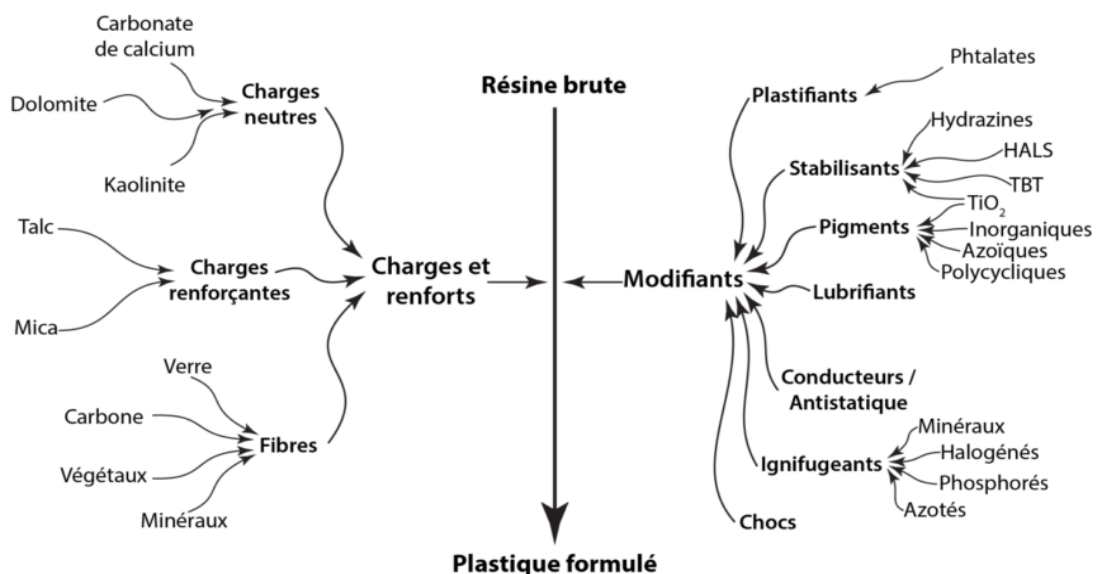 Carbonate
de calcium
Dolomite
Charges
neutres
Kaolinite
Talc
Charges
renforçantes
Mica
Charges et
renforts
Verre
Carbone
Fibres
Végétaux
Minéraux
Résine brute
Plastique formulé
Modifiants
Plastifiants
Phtalates
Stabilisants
Hydrazines
HALS
TBT
TiO₂
Pigments
Inorganiques
Azoïques
Polycycliques
Lubrifiants
Conducteurs /
Antistatique
Ignifugeants
Minéraux
Halogénés
Phosphorés
Azotés
Chocs